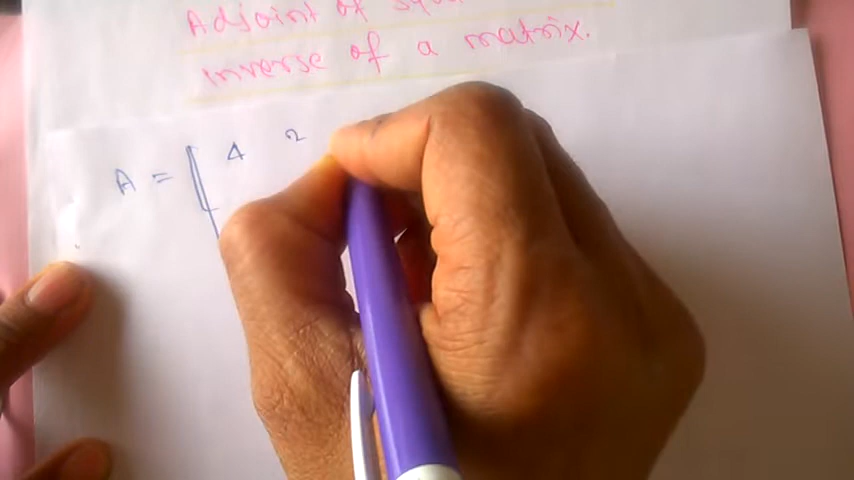 Adjoint of
inverse of a matrix.
A = [ 4 2